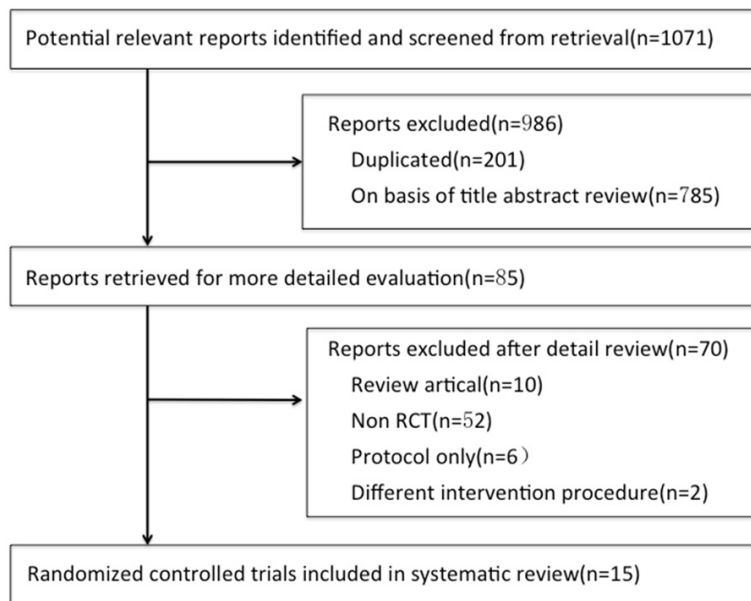 Potential relevant reports identified and screened from retrieval(n=1071)
Reports excluded(n=986)
Duplicated(n=201)
On basis of title abstract review(n=785)
Reports retrieved for more detailed evaluation(n=85)
Reports excluded after detail review(n=70)
Review artical(n=10)
Non RCT(n=52)
Protocol only(n=6）
Different intervention procedure(n=2)
Randomized controlled trials included in systematic review(n=15)